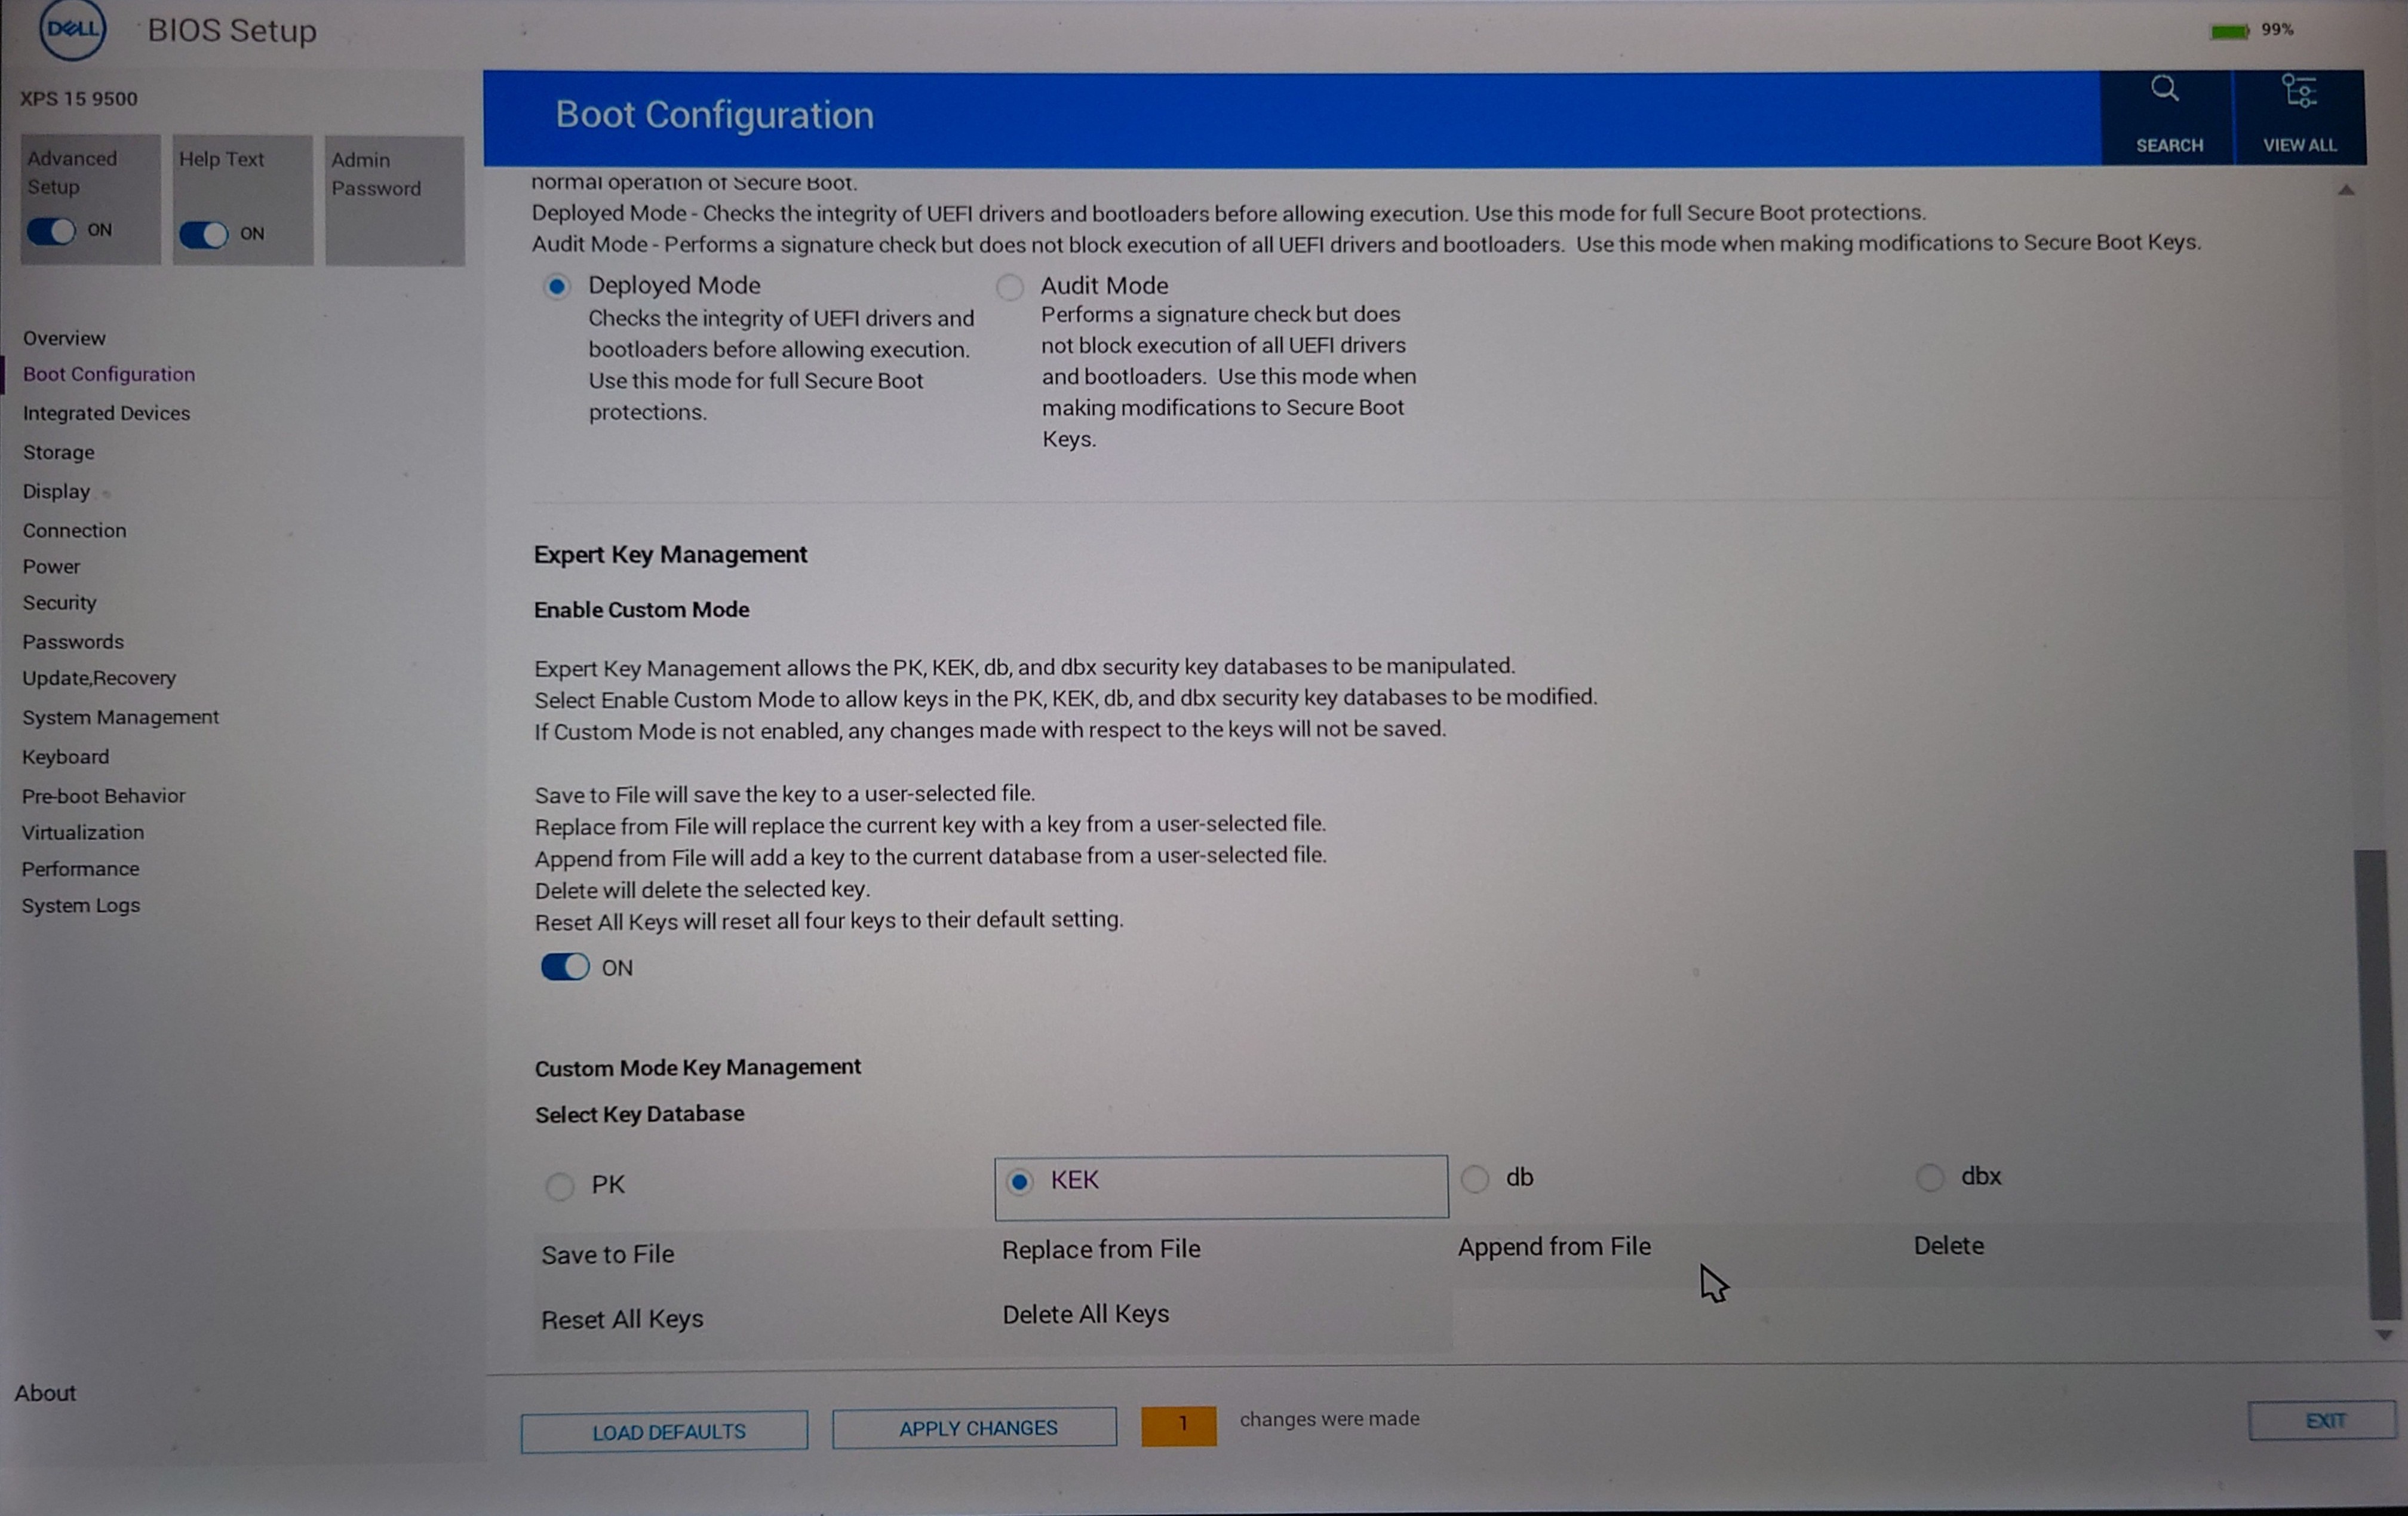 DELL
BIOS Setup
99%
XPS 15 9500
Advanced
Setup
ON
Help Text
ON
Admin
Password
Overview
Boot Configuration
Integrated Devices
Storage
Display
Connection
Power
Security
Passwords
Update,Recovery
System Management
Keyboard
Pre-boot Behavior
Virtualization
Performance
System Logs
About
Boot Configuration
SEARCH
VIEW ALL
normal operation of Secure Boot.
Deployed Mode - Checks the integrity of UEFI drivers and bootloaders before allowing execution. Use this mode for full Secure Boot protections.
Audit Mode - Performs a signature check but does not block execution of all UEFI drivers and bootloaders.  Use this mode when making modifications to Secure Boot Keys.
Deployed Mode
Checks the integrity of UEFI drivers and
bootloaders before allowing execution.
Use this mode for full Secure Boot
protections.
Audit Mode
Performs a signature check but does
not block execution of all UEFI drivers
and bootloaders.  Use this mode when
making modifications to Secure Boot
Keys.
Expert Key Management
Enable Custom Mode
Expert Key Management allows the PK, KEK, db, and dbx security key databases to be manipulated.
Select Enable Custom Mode to allow keys in the PK, KEK, db, and dbx security key databases to be modified.
If Custom Mode is not enabled, any changes made with respect to the keys will not be saved.
Save to File will save the key to a user-selected file.
Replace from File will replace the current key with a key from a user-selected file.
Append from File will add a key to the current database from a user-selected file.
Delete will delete the selected key.
Reset All Keys will reset all four keys to their default setting.
ON
Custom Mode Key Management
Select Key Database
PK
KEK
db
dbx
Save to File
Replace from File
Append from File
Delete
Reset All Keys
Delete All Keys
LOAD DEFAULTS
APPLY CHANGES
1
changes were made
EXIT